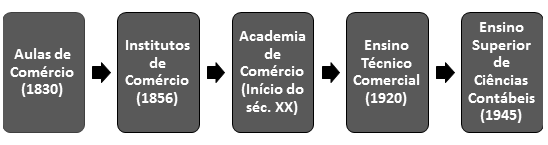 Aulas de
Comércio
(1830)
Institutos
de
Comércio
(1856)
Academia
de
Comércio
(Início do
séc. XX)
Ensino
Técnico
Comercial
(1920)
Ensino
Superior
de
Ciências
Contábeis
(1945)